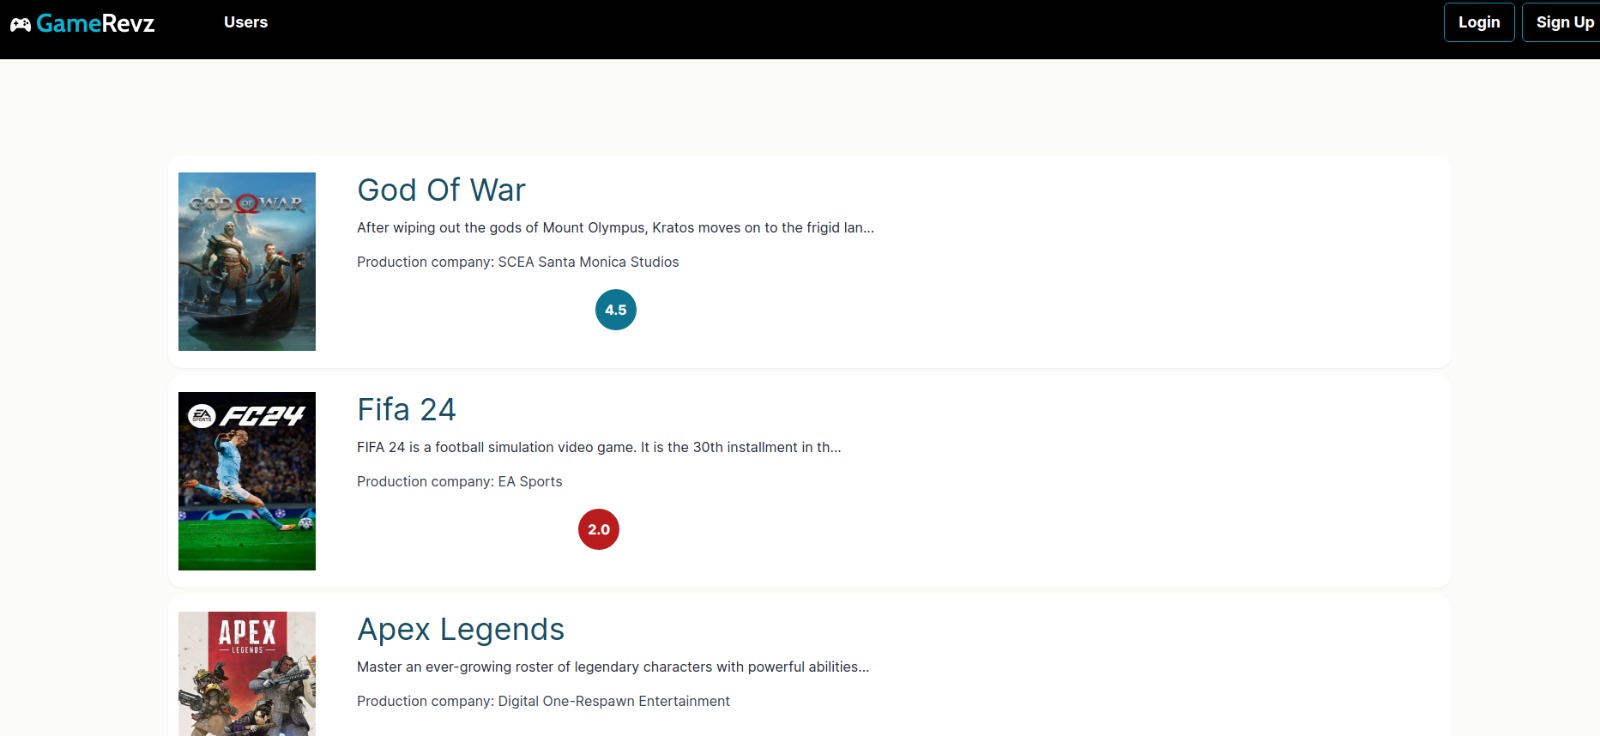 GameRevz Users Login Sign Up
GOD OF WAR
God Of War
After wiping out the gods of Mount Olympus, Kratos moves on to the frigid lan...
Production company: SCEA Santa Monica Studios
4.5
EA SPORTS FC24
Fifa 24
FIFA 24 is a football simulation video game. It is the 30th installment in th...
Production company: EA Sports
2.0
APEX
LEGENDS
Apex Legends
Master an ever-growing roster of legendary characters with powerful abilities...
Production company: Digital One-Respawn Entertainment